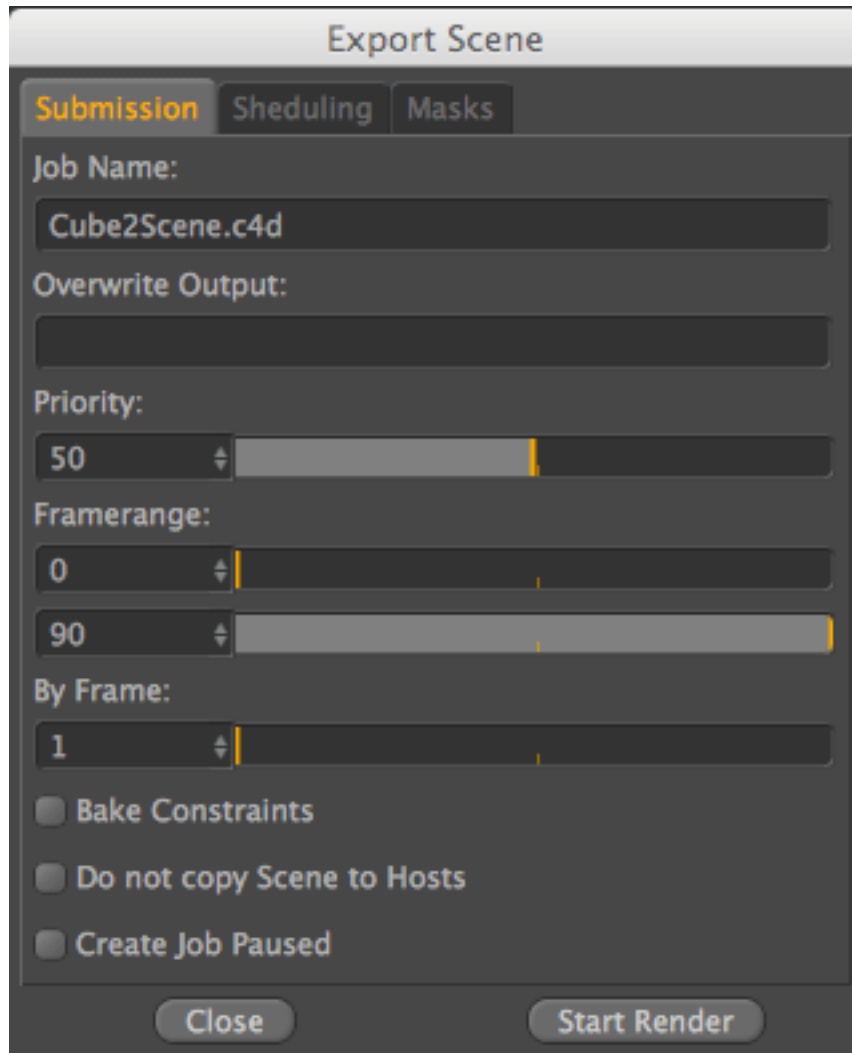 Export Scene
Submission Sheduling Masks
Job Name:
Cube2Scene.c4d
Overwrite Output:
Priority:
50
Framerange:
0
90
By Frame:
1
Bake Constraints
Do not copy Scene to Hosts
Create Job Paused
Close Start Render